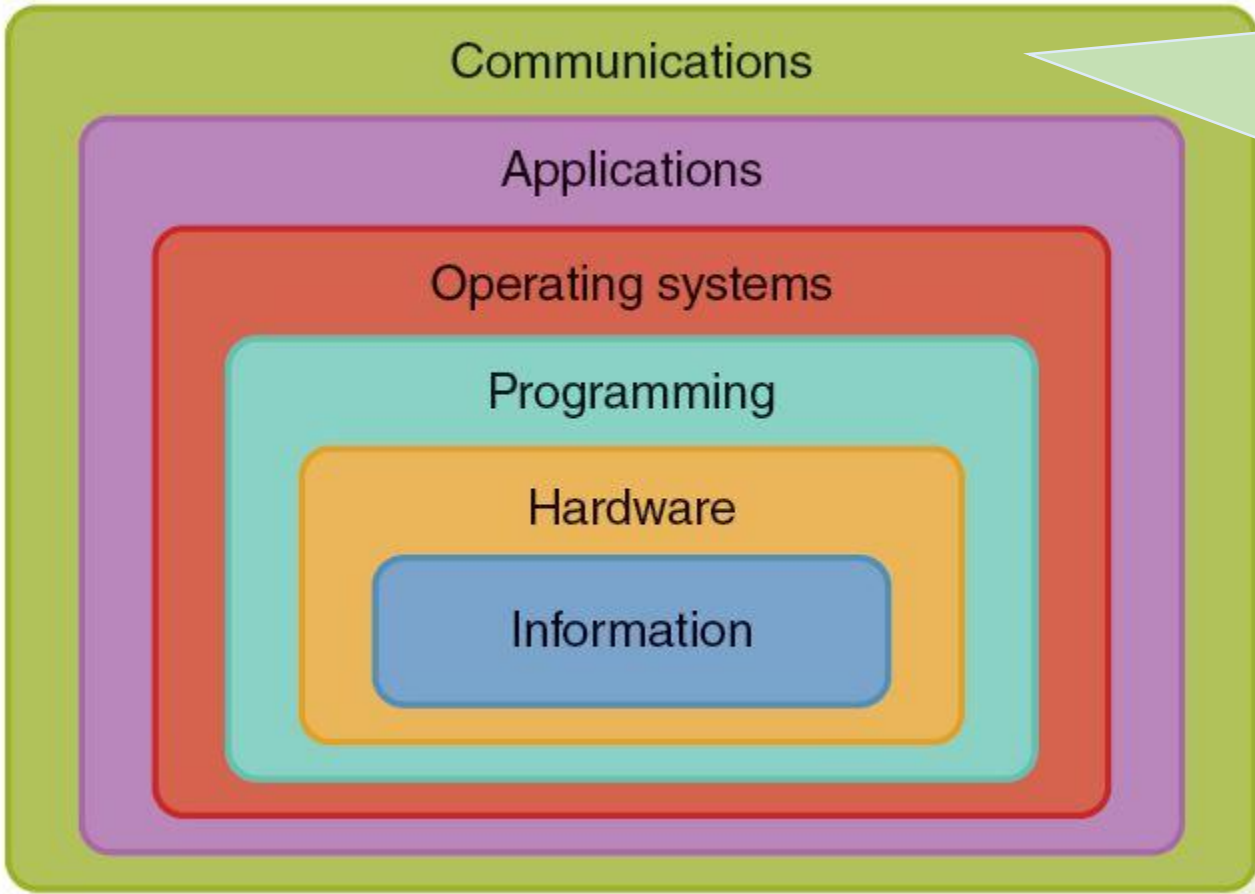 Communications
Applications
Operating systems
Programming
Hardware
Information